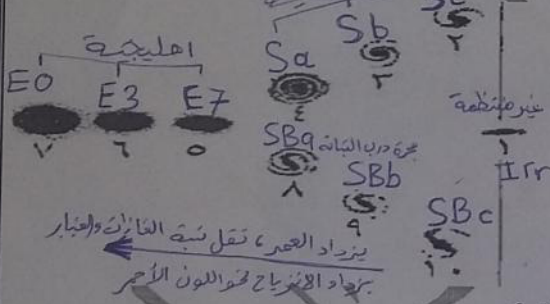 Sc
Sb
٢
اهليجية
Sa
٣
E0
E3
E7
غير منتظمة
٤
١
٧
٦
٥
SBa
مجرة درب التبانة
Irr
٨
SBb
SBc
٩
يزداد العمر، تقل نسبة الغازات والغبار
١٠
يزداد الانزياح نحو اللون الأحمر